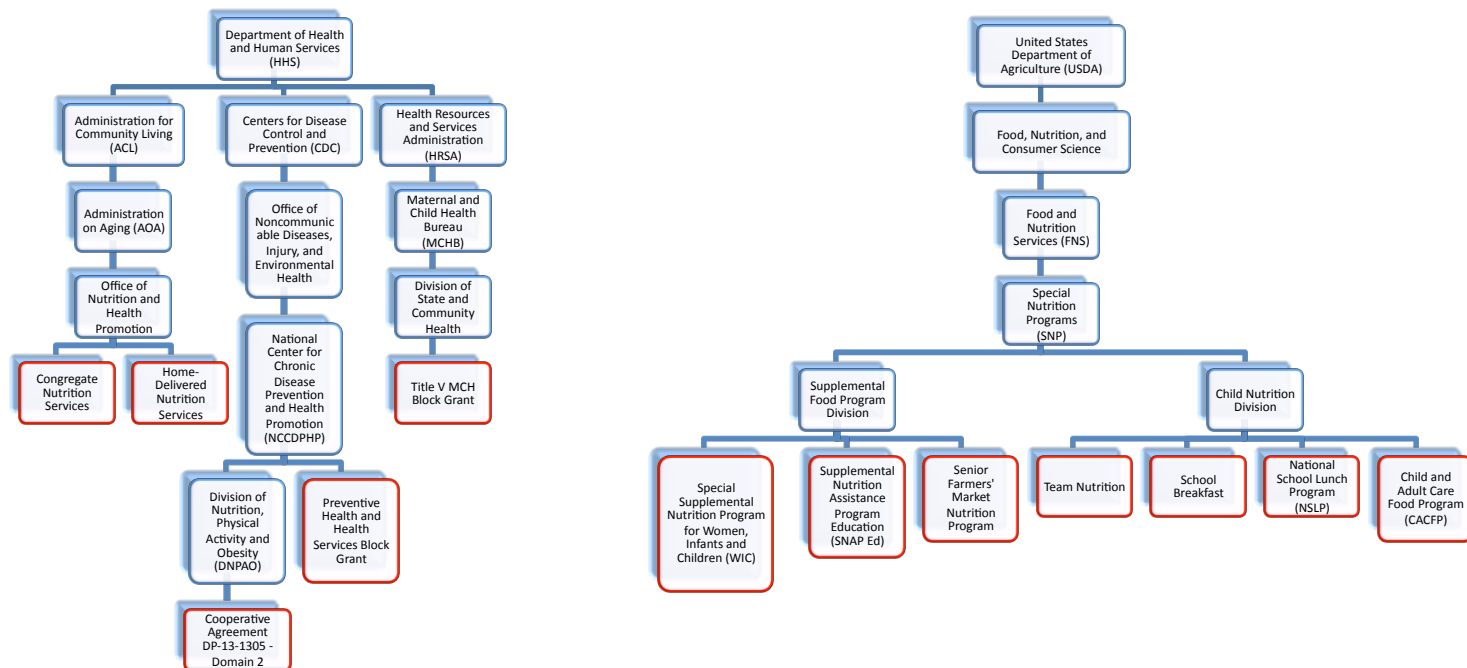 Department of Health
and Human Services
(HHS)
Administration for
Community Living
(ACL)
Centers for Disease
Control and
Prevention (CDC)
Health Resources
and Services
Administration
(HRSA)
Administration
on Aging (AOA)
Office of
Noncommunic
able Diseases,
Injury, and
Environmental
Health
Maternal and
Child Health
Bureau
(MCHB)
Office of
Nutrition and
Health
Promotion
Division of
State and
Community
Health
Congregate
Nutrition
Services
Home-
Delivered
Nutrition
Services
National
Center for
Chronic
Disease
Prevention and
Health
Promotion
(NCCDPHP)
Title V MCH
Block Grant
Division of
Nutrition,
Physical
Activity and
Obesity
(DNPAO)
Preventive
Health and
Health
Services Block
Grant
Cooperative
Agreement
DP-13-1305 -
Domain 2
United States
Department of
Agriculture (USDA)
Food, Nutrition, and
Consumer Science
Food and
Nutrition
Services (FNS)
Special
Nutrition
Programs
(SNP)
Supplemental
Food Program
Division
Child Nutrition
Division
Special
Supplemental
Nutrition Program
for Women,
Infants and
Children (WIC)
Supplemental
Nutrition
Assistance
Program
Education
(SNAP Ed)
Senior
Farmers'
Market
Nutrition
Program
Team Nutrition
School
Breakfast
National
School Lunch
Program
(NSLP)
Child and
Adult Care
Food Program
(CACFP)